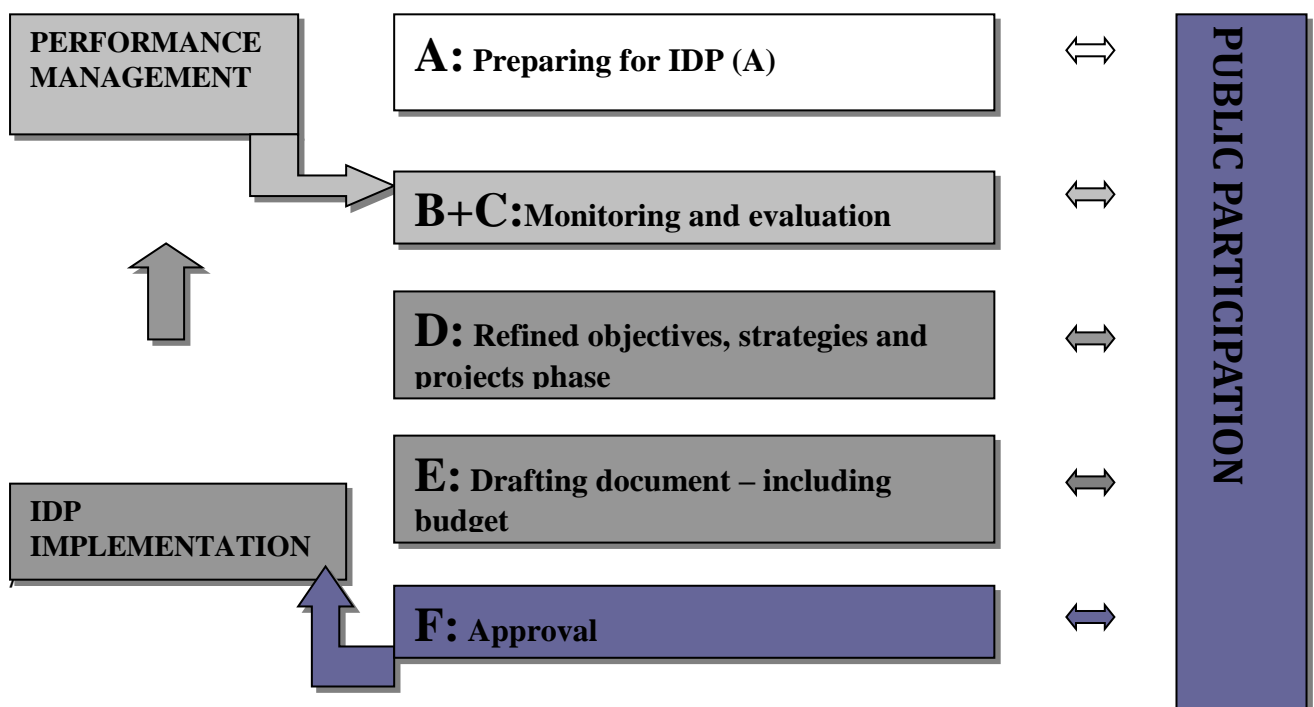 PERFORMANCE
MANAGEMENT
A: Preparing for IDP (A)
B+C:Monitoring and evaluation
D: Refined objectives, strategies and
projects phase
E: Drafting document – including
budget
IDP
IMPLEMENTATION
F: Approval
PUBLIC PARTICIPATION